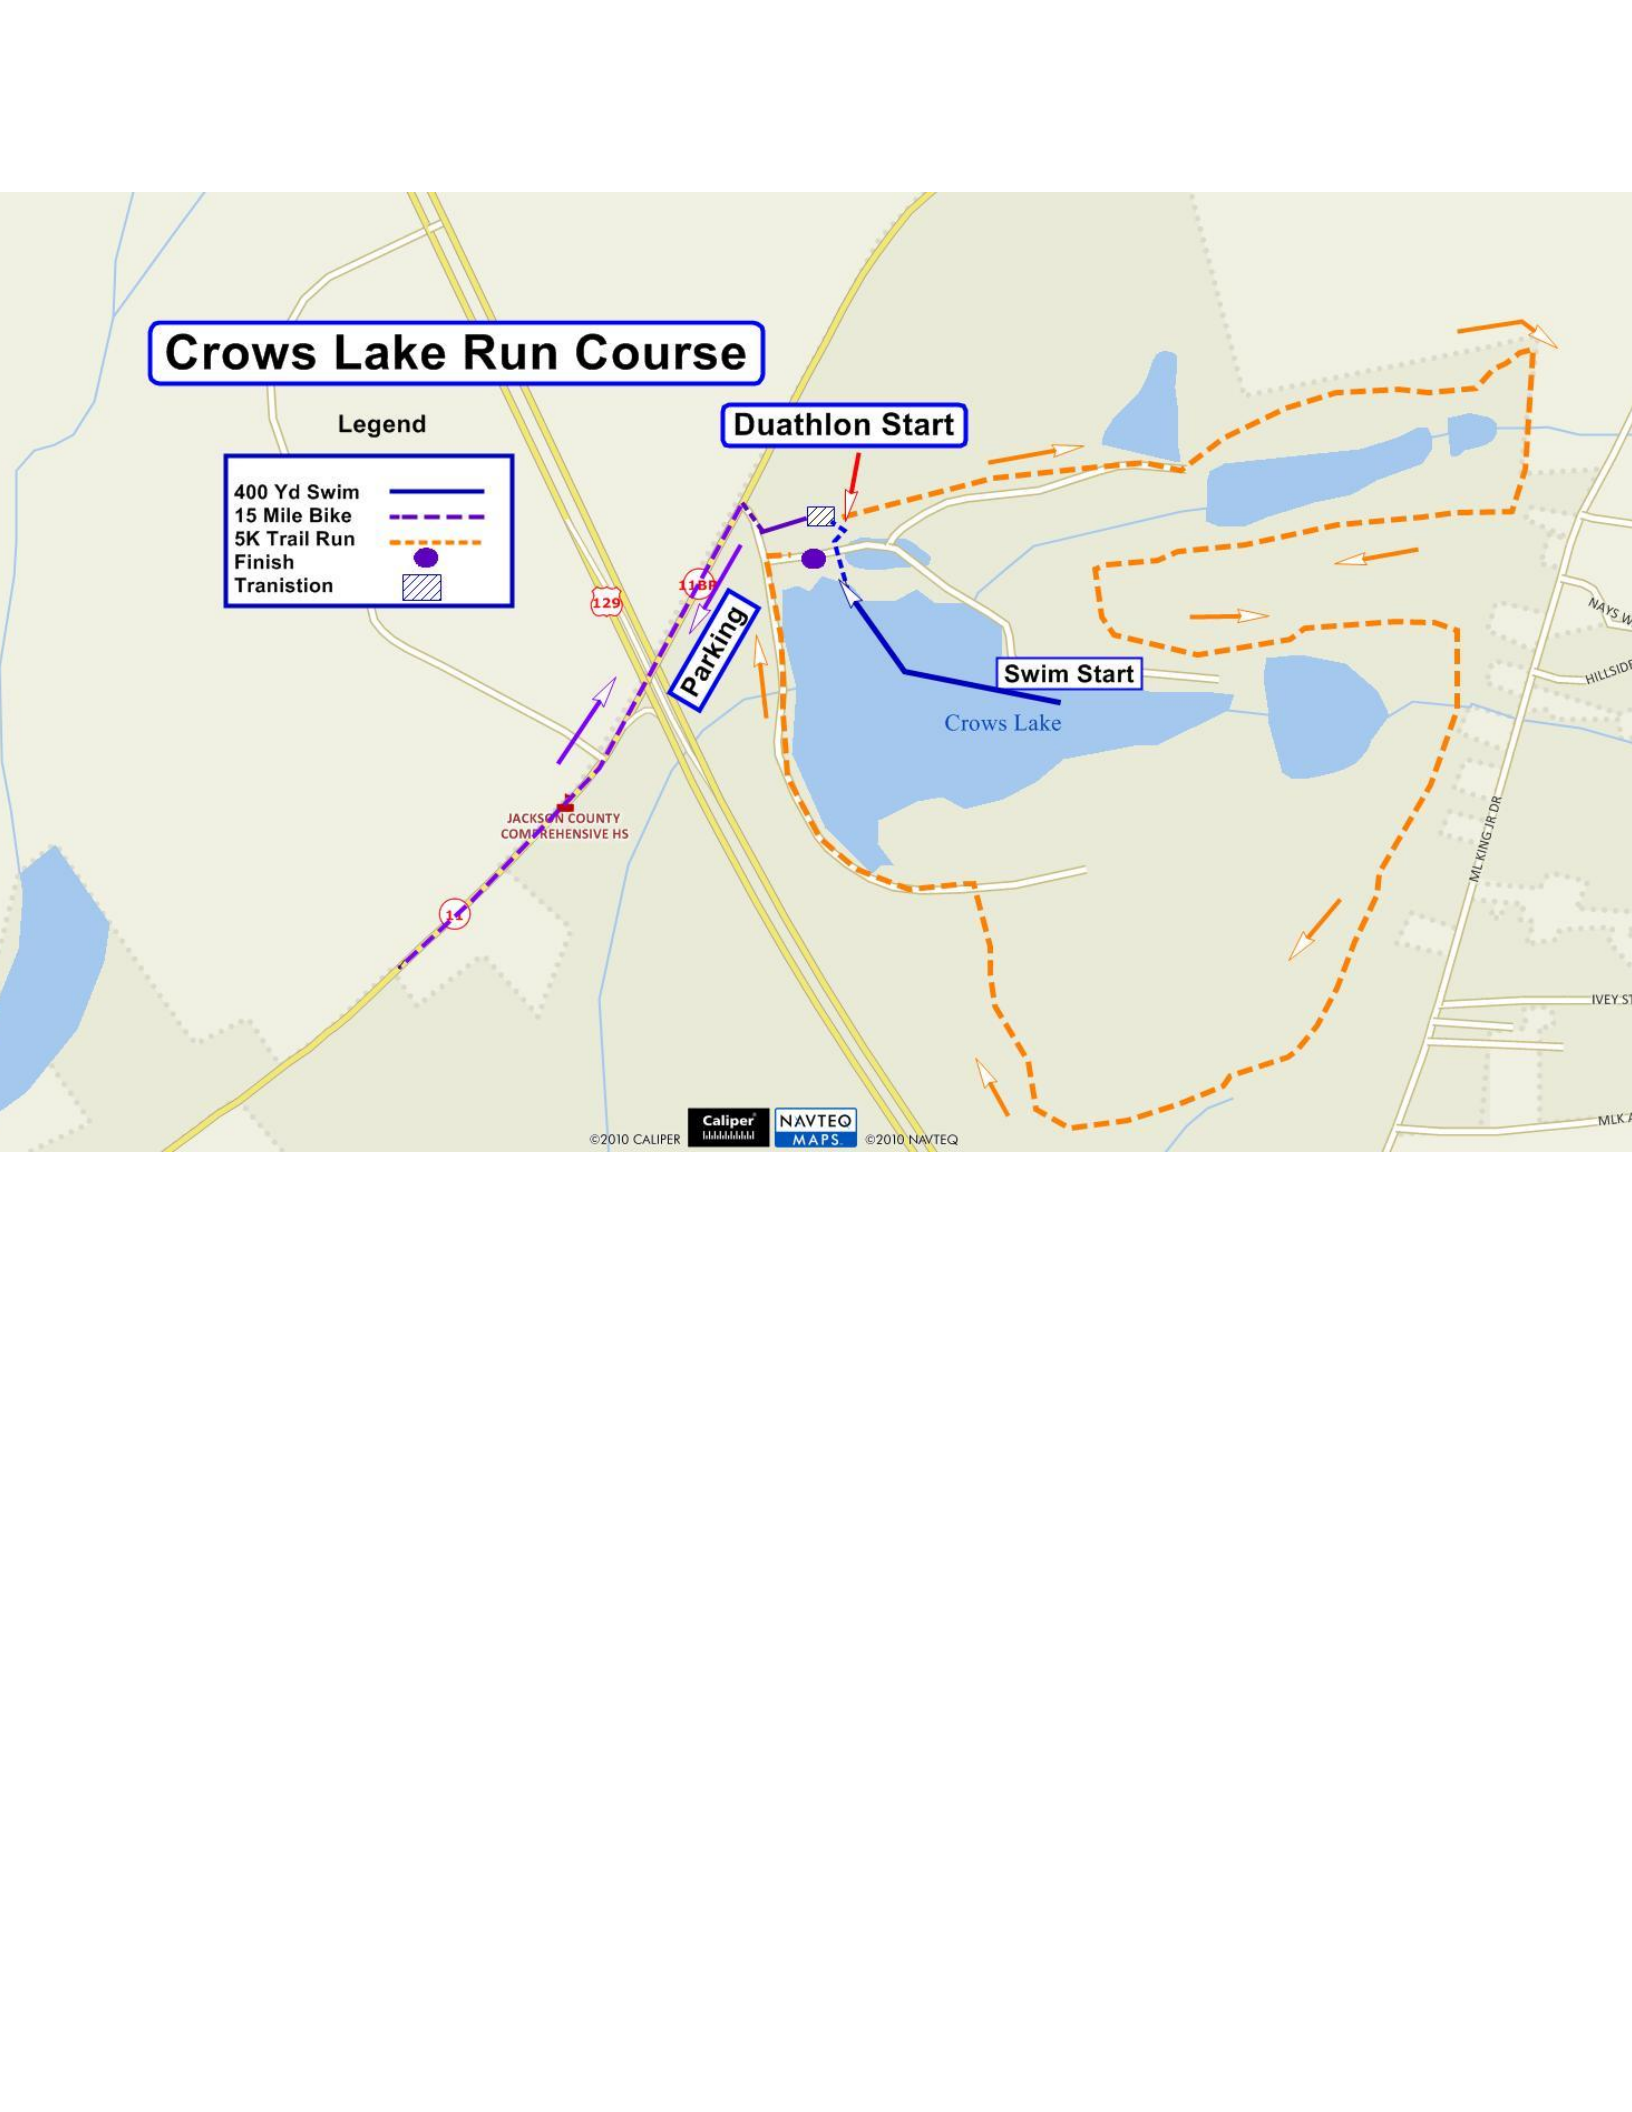 Crows Lake Run Course
Legend
400 Yd Swim
15 Mile Bike
5K Trail Run
Finish
Tranistion
Duathlon Start
129
Parking
Swim Start
Crows Lake
JACKSON COUNTY
COMPREHENSIVE HS
11
NAYS W
HILLSIDE
ML KING JR DR
IVEY ST
MLK A
©2010 CALIPER
Caliper
NAVTEQ
MAPS
©2010 NAVTEQ